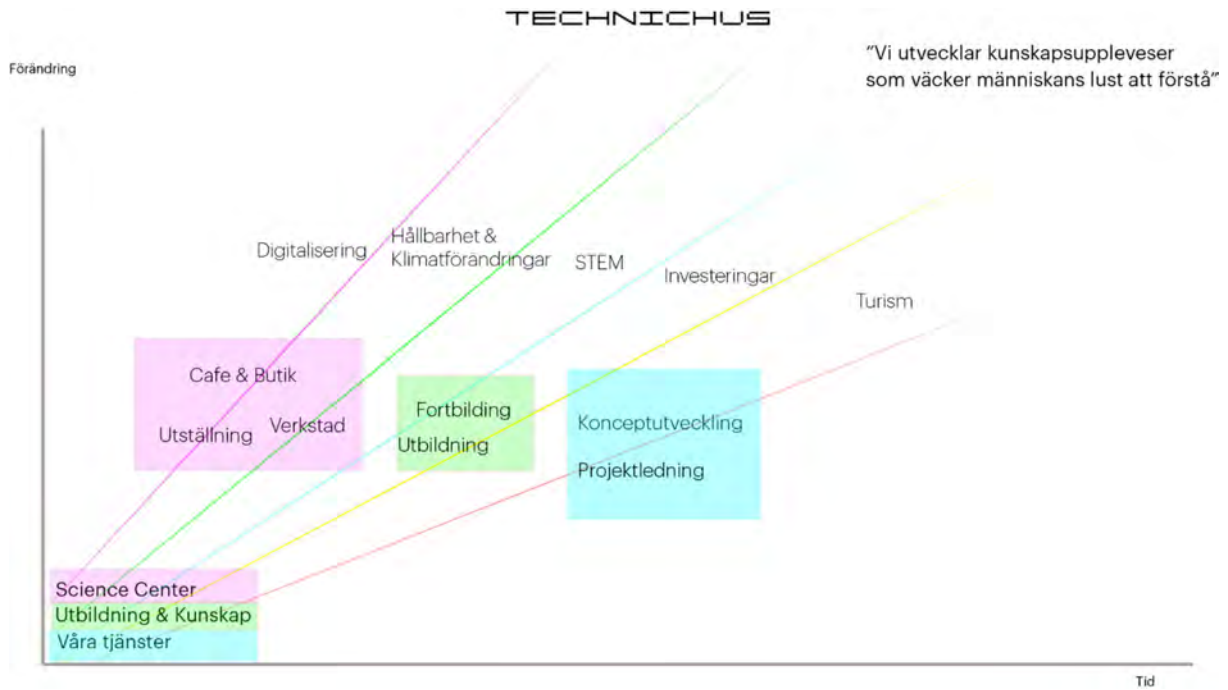 TECHNICHUS
"Vi utvecklar kunskapsuppleveser
som väcker människans lust att förstå"
Förändring
Digitalisering
Hållbarhet &
Klimatförändringar
STEM
Investeringar
Turism
Cafe & Butik
Utställning
Verkstad
Fortbilding
Utbildning
Konceptutveckling
Projektledning
Science Center
Utbildning & Kunskap
Våra tjänster
Tid